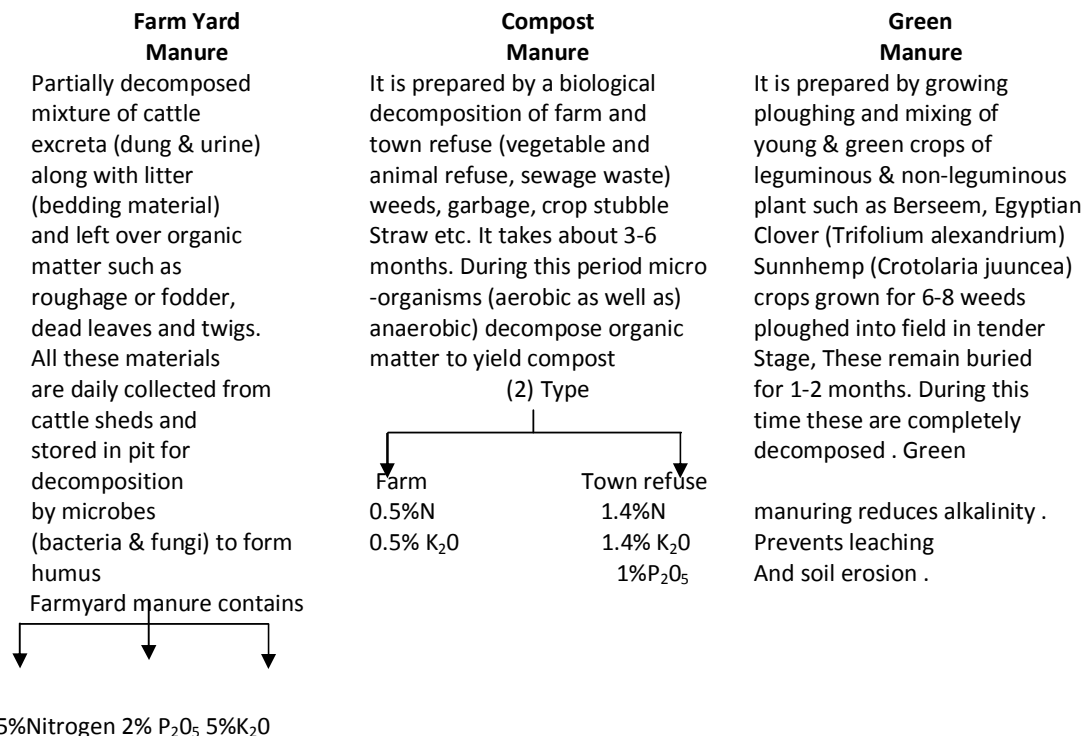 Farm Yard
Manure
Partially decomposed
mixture of cattle
excreta (dung & urine)
along with litter
(bedding material)
and left over organic
matter such as
roughage or fodder,
dead leaves and twigs.
All these materials
are daily collected from
cattle sheds and
stored in pit for
decomposition
by microbes
(bacteria & fungi) to form
humus
Farmyard manure contains
5%Nitrogen 2% P₂0₅ 5%K₂0
Compost
Manure
It is prepared by a biological
decomposition of farm and
town refuse (vegetable and
animal refuse, sewage waste)
weeds, garbage, crop stubble
Straw etc. It takes about 3-6
months. During this period micro
-organisms (aerobic as well as)
anaerobic) decompose organic
matter to yield compost
(2) Type
Farm
0.5%N
0.5% K₂0
Town refuse
1.4%N
1.4% K₂0
1%P₂0₅
Green
Manure
It is prepared by growing
ploughing and mixing of
young & green crops of
leguminous & non-leguminous
plant such as Berseem, Egyptian
Clover (Trifolium alexandrium)
Sunnhemp (Crotolaria juuncea)
crops grown for 6-8 weeds
ploughed into field in tender
Stage, These remain buried
for 1-2 months. During this
time these are completely
decomposed . Green
manuring reduces alkalinity .
Prevents leaching
And soil erosion .